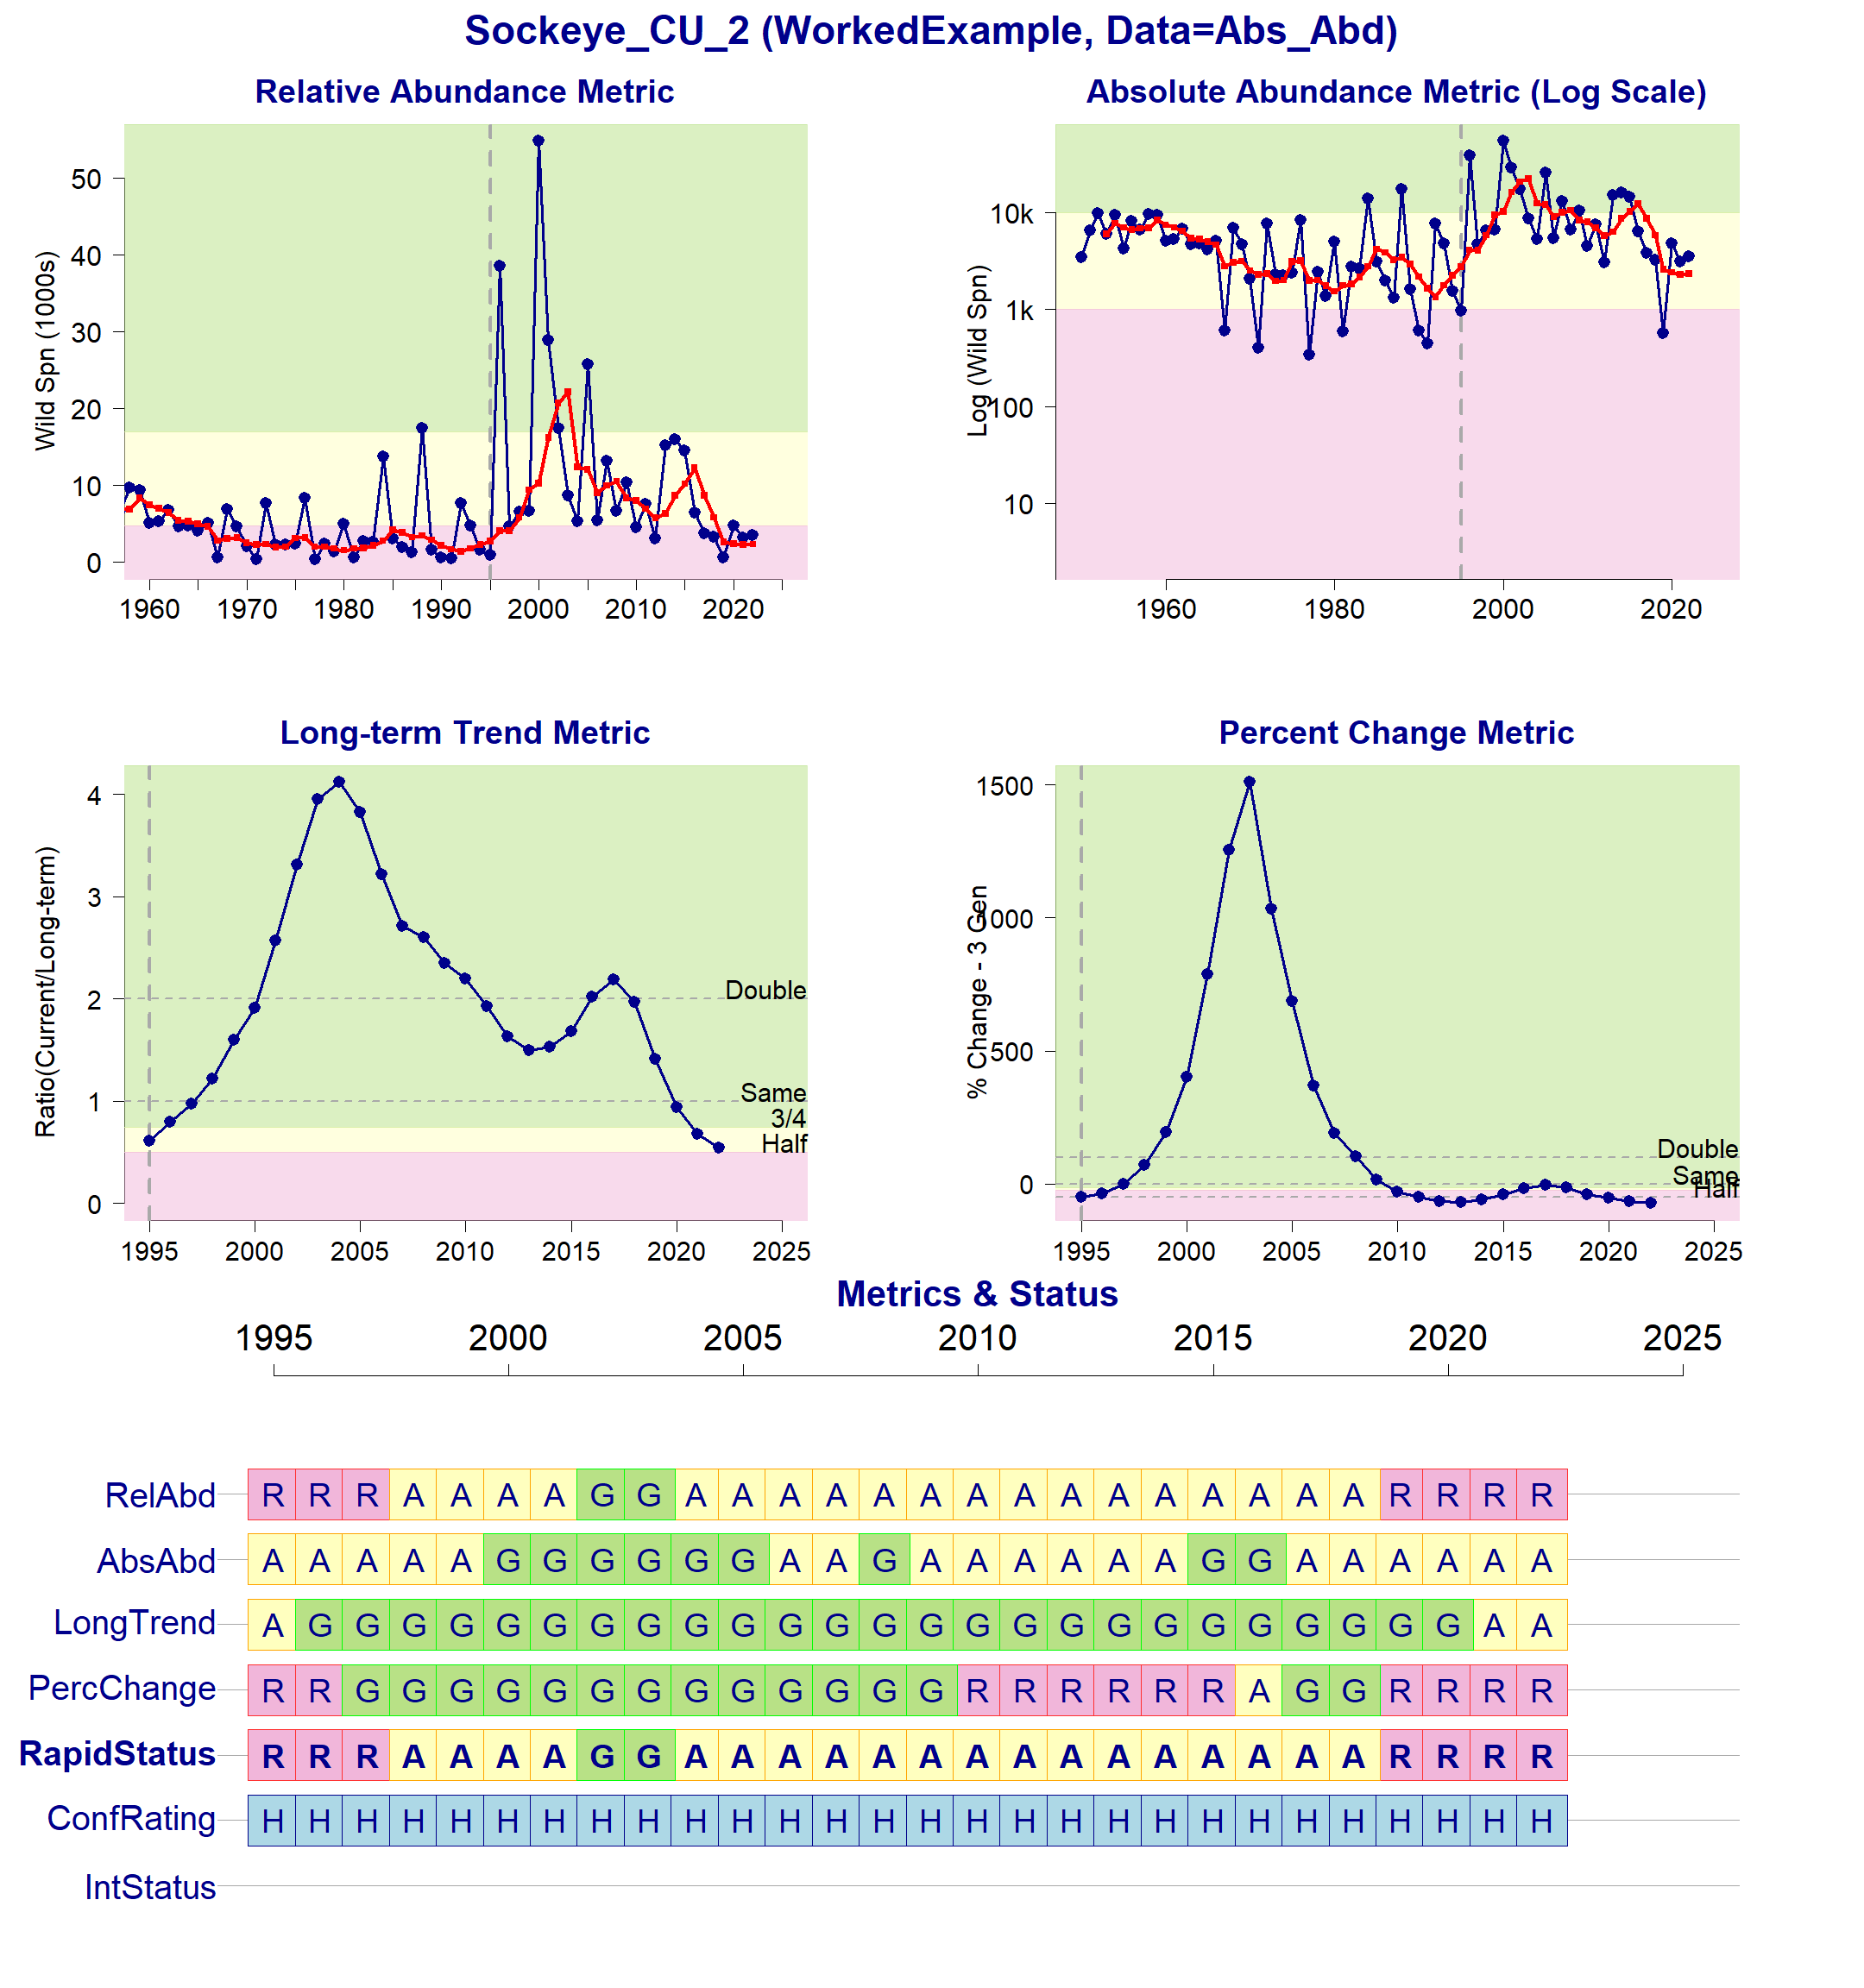 Sockeye_CU_2 (WorkedExample, Data=Abs_Abd)
Relative Abundance Metric
Wild Spn (1000s)
50
40
30
20
10
0
1960 1970 1980 1990 2000 2010 2020
Absolute Abundance Metric (Log Scale)
Log (Wild Spn)
10k
1k
100
10
1960 1980 2000 2020
Long-term Trend Metric
Ratio(Current/Long-term)
4
3
2
1
0
Double
Same
3/4
Half
1995 2000 2005 2010 2015 2020 2025
Percent Change Metric
% Change - 3 Gen
1500
1000
500
0
Double
Same
Half
1995 2000 2005 2010 2015 2020 2025
Metrics & Status
1995 2000 2005 2010 2015 2020 2025
RelAbd R R R A A A A G G A A A A A A A A A A A A A A A R R R R
AbsAbd A A A A A G G G G G G A A G A A A A A A G G A A A A A A
LongTrend A G G G G G G G G G G G G G G G G G G G G G G G G G A A
PercChange R R G G G G G G G G G G G G G R R R R R R A G G R R R R
RapidStatus R R R A A A A G G A A A A A A A A A A A A A A A R R R R
ConfRating H H H H H H H H H H H H H H H H H H H H H H H H H H H H
IntStatus